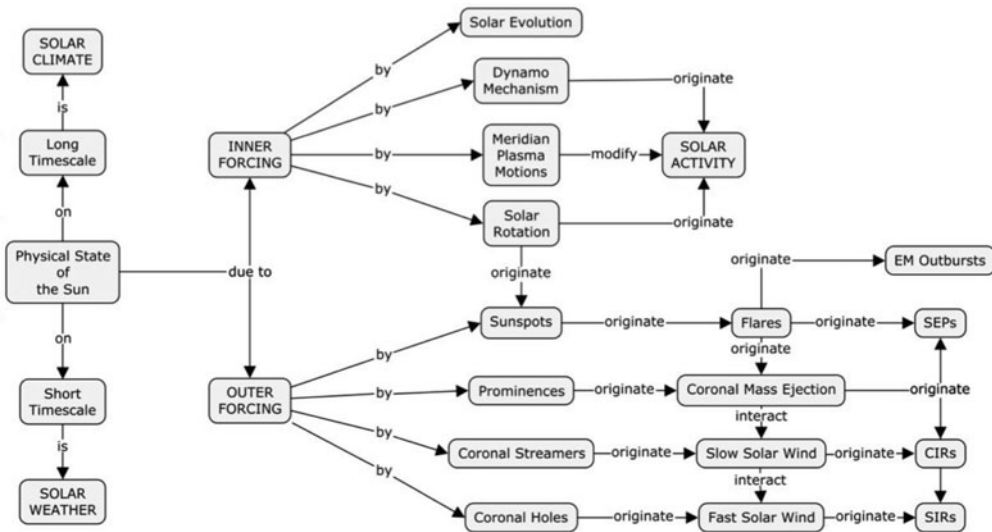 SOLAR
CLIMATE
is
Long
Timescale
on
Physical State
of
the Sun
on
Short
Timescale
is
SOLAR
WEATHER
due to
INNER
FORCING
by
Solar Evolution
by
Dynamo
Mechanism
originate
by
Meridian
Plasma
Motions
modify
SOLAR
ACTIVITY
by
Solar
Rotation
originate
originate
OUTER
FORCING
by
Sunspots
originate
Flares
originate
EM Outbursts
originate
SEPs
originate
by
Prominences
originate
Coronal Mass Ejection
originate
interact
by
Coronal Streamers
originate
Slow Solar Wind
originate
CIRs
interact
by
Coronal Holes
originate
Fast Solar Wind
originate
SIRs